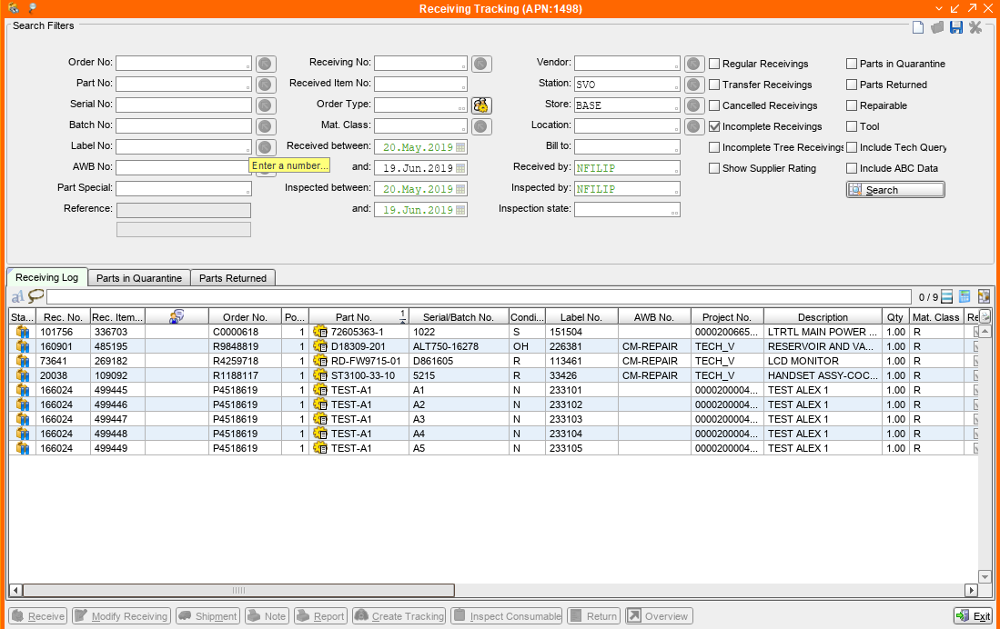 Receiving Tracking (APN:1498)
Search Filters
Order No: Receiving No: Vendor: Regular Receivings Parts in Quarantine
Part No: Received Item No: Station: SVO Transfer Receivings Parts Returned
Serial No: Order Type: Store: BASE Cancelled Receivings Repairable
Batch No: Mat. Class: Location: Incomplete Receivings Tool
Label No: Received between: 20.May.2019 Bill to: Incomplete Tree Receivings Include Tech Query
Enter a number...
AWB No: and: 19.Jun.2019 Received by: NFILIP Show Supplier Rating Include ABC Data
Part Special: Inspected between: 20.May.2019 Inspected by: NFILIP Search
Reference: and: 19.Jun.2019 Inspection state:
Receiving Log Parts in Quarantine Parts Returned
aI 0 / 9
Sta... Rec. No. Rec. Item... Order No. Po... Part No. 1 Serial/Batch No. Condi... Label No. AWB No. Project No. Description Qty Mat. Class Re
101756 336703 C0000618 1 72605363-1 1022 S 151504 0000200665... LTRTL MAIN POWER ... 1.00 R
160901 485195 R9848819 1 D18309-201 ALT750-16278 OH 226381 CM-REPAIR TECH_V RESERVOIR AND VA... 1.00 R
73641 269182 R4259718 1 RD-FW9715-01 D861605 R 113461 CM-REPAIR TECH_V LCD MONITOR 1.00 R
20038 109092 R1188117 1 ST3100-33-10 5215 R 33426 CM-REPAIR TECH_V HANDSET ASSY-COC... 1.00 R
166024 499445 P4518619 1 TEST-A1 A1 N 233101 0000200004... TEST ALEX 1 1.00 R
166024 499446 P4518619 1 TEST-A1 A2 N 233102 0000200004... TEST ALEX 1 1.00 R
166024 499447 P4518619 1 TEST-A1 A3 N 233103 0000200004... TEST ALEX 1 1.00 R
166024 499448 P4518619 1 TEST-A1 A4 N 233104 0000200004... TEST ALEX 1 1.00 R
166024 499449 P4518619 1 TEST-A1 A5 N 233105 0000200004... TEST ALEX 1 1.00 R
Receive Modify Receiving Shipment Note Report Create Tracking Inspect Consumable Return Overview Exit